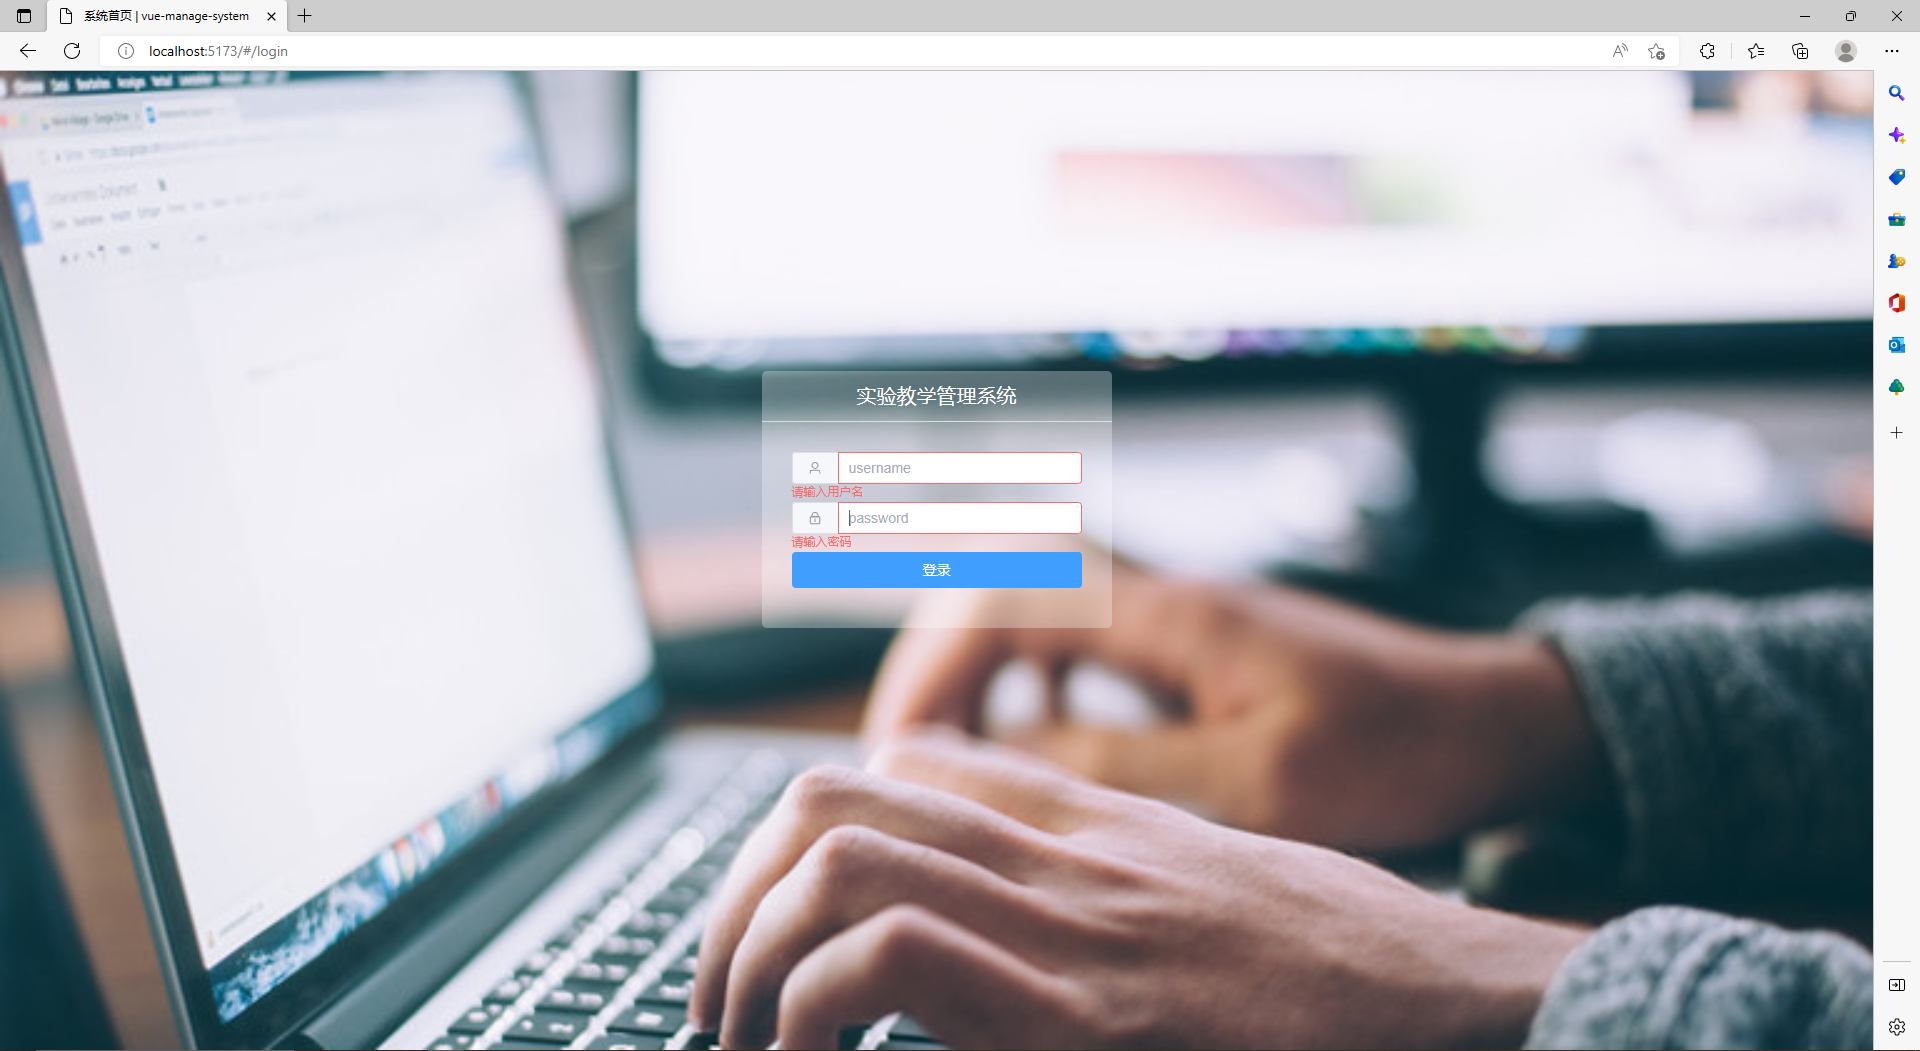 系统首页 | vue-manage-system
localhost:5173/#/login
实验教学管理系统
username
请输入用户名
password
请输入密码
登录